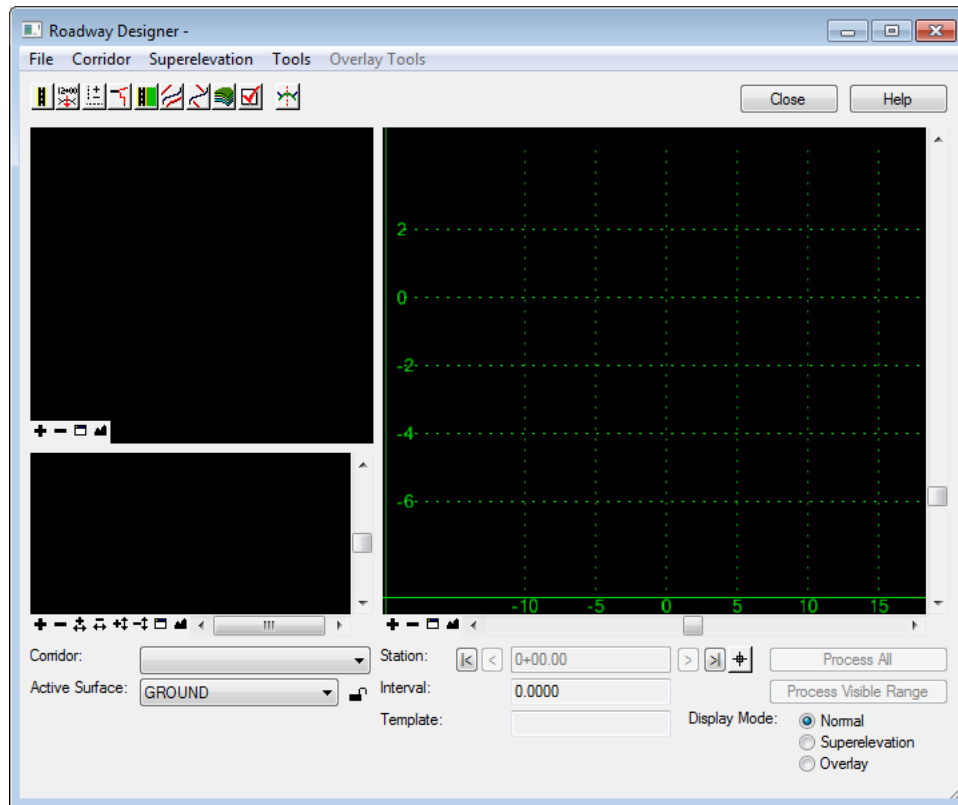 Roadway Designer -
File Corridor Superelevation Tools Overlay Tools
12+00
Close Help
2
0
-2
-4
-6
-10 -5 0 5 10 15
Corridor:
Station: 0+00.00 Process All
Active Surface: GROUND
Interval: 0.0000 Process Visible Range
Template:
Display Mode: Normal
Superelevation
Overlay